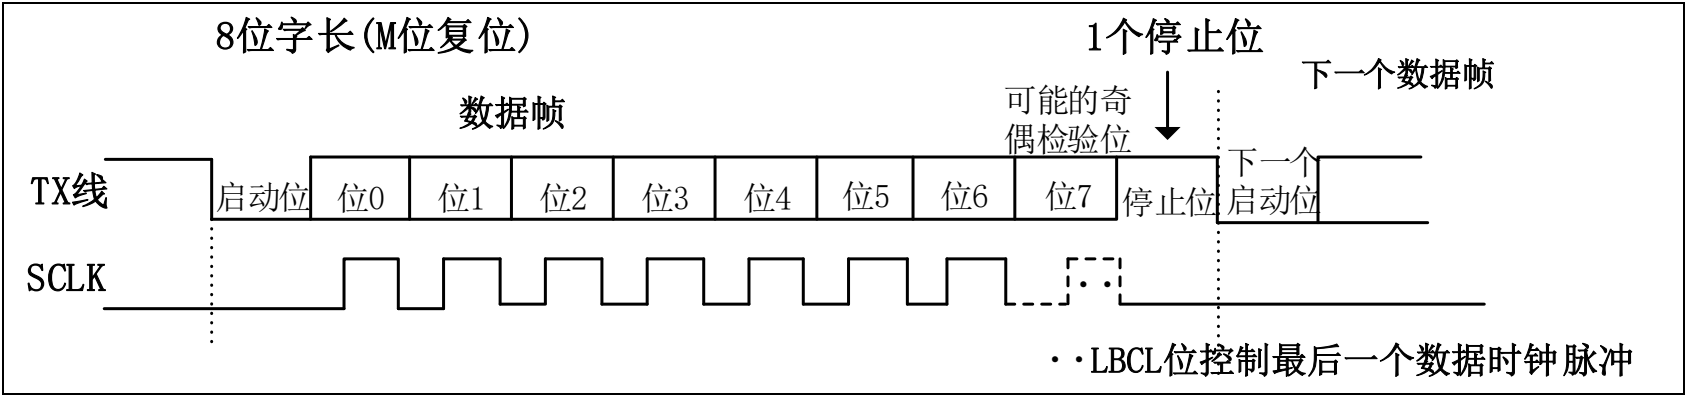 8位字长(M位复位)
1个停止位
下一个数据帧
数据帧
可能的奇
偶检验位
TX线
启动位
位0
位1
位2
位3
位4
位5
位6
位7
停止位
下一个
启动位
SCLK
··
··LBCL位控制最后一个数据时钟脉冲